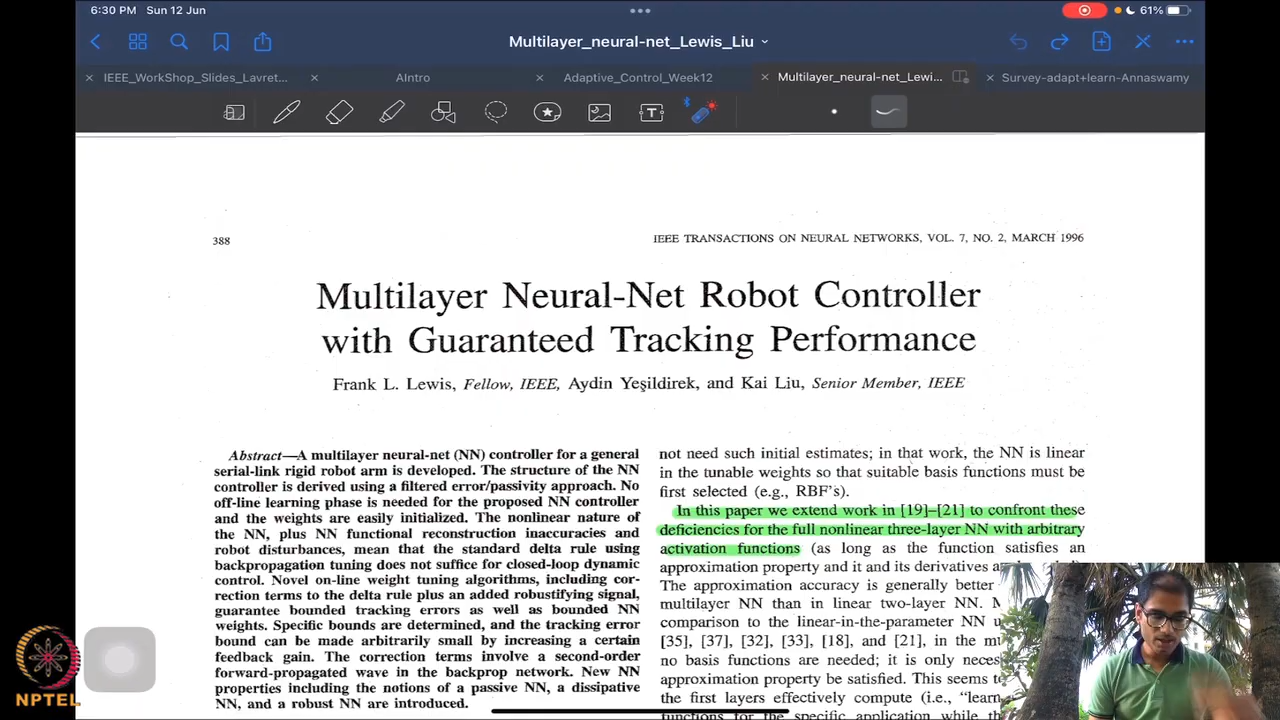 6:30 PM Sun 12 Jun
61%
Multilayer_neural-net_Lewis_Liu
IEEE_WorkShop_Slides_Lavret...
AIntro
Adaptive_Control_Week12
Multilayer_neural-net_Lewi...
Survey-adapt+learn-Annaswamy
388
IEEE TRANSACTIONS ON NEURAL NETWORKS, VOL. 7, NO. 2, MARCH 1996
Multilayer Neural-Net Robot Controller
with Guaranteed Tracking Performance
Frank L. Lewis, Fellow, IEEE, Aydin Yeşildirek, and Kai Liu, Senior Member, IEEE
Abstract—A multilayer neural-net (NN) controller for a general
serial-link rigid robot arm is developed. The structure of the NN
controller is derived using a filtered error/passivity approach. No
off-line learning phase is needed for the proposed NN controller
and the weights are easily initialized. The nonlinear nature of
the NN, plus NN functional reconstruction inaccuracies and
robot disturbances, mean that the standard delta rule using
backpropagation tuning does not suffice for closed-loop dynamic
control. Novel on-line weight tuning algorithms, including cor-
rection terms to the delta rule plus an added robustifying signal,
guarantee bounded tracking errors as well as bounded NN
weights. Specific bounds are determined, and the tracking error
bound can be made arbitrarily small by increasing a certain
feedback gain. The correction terms involve a second-order
forward-propagated wave in the backprop network. New NN
properties including the notions of a passive NN, a dissipative
NN, and a robust NN are introduced.
not need such initial estimates; in that work, the NN is linear
in the tunable weights so that suitable basis functions must be
first selected (e.g., RBF's).
In this paper we extend work in [19]–[21] to confront these
deficiencies for the full nonlinear three-layer NN with arbitrary
activation functions (as long as the function satisfies an
approximation property and it and its derivatives
The approximation accuracy is generally better
multilayer NN than in linear two-layer NN.
comparison to the linear-in-the-parameter NN
[35], [37], [32], [33], [18], and [21], in the
no basis functions are needed; it is only
approximation property be satisfied. This seems
the first layers effectively compute (i.e., "learn
functions for the specific application while
NPTEL